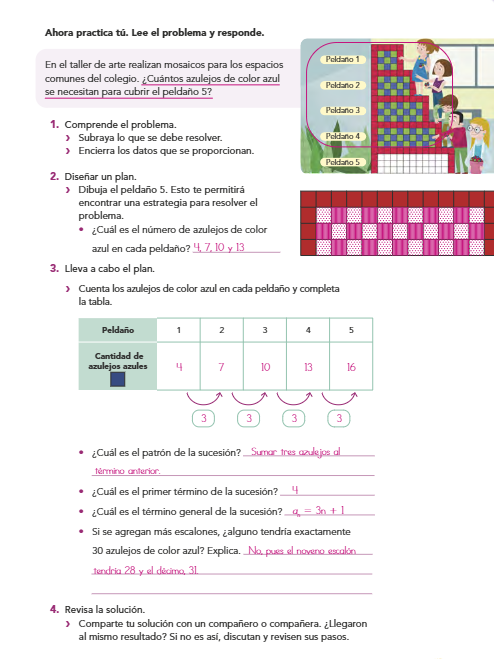 Ahora practica tú. Lee el problema y responde.
En el taller de arte realizan mosaicos para los espacios
comunes del colegio. ¿Cuántos azulejos de color azul
se necesitan para cubrir el peldaño 5?
Peldaño 1
Peldaño 2
Peldaño 3
Peldaño 4
Peldaño 5
1. Comprende el problema.
› Subraya lo que se debe resolver.
› Encierra los datos que se proporcionan.
2. Diseñar un plan.
› Dibuja el peldaño 5. Esto te permitirá
encontrar una estrategia para resolver el
problema.
• ¿Cuál es el número de azulejos de color
azul en cada peldaño? 4, 7, 10 y 13
3. Lleva a cabo el plan.
› Cuenta los azulejos de color azul en cada peldaño y completa
la tabla.
Peldaño 1 2 3 4 5
Cantidad de
azulejos azules 4 7 10 13 16
3 3 3 3
• ¿Cuál es el patrón de la sucesión? Sumar tres azulejos al
término anterior.
• ¿Cuál es el primer término de la sucesión? 4
• ¿Cuál es el término general de la sucesión? aₙ = 3n + 1
• Si se agregan más escalones, ¿alguno tendría exactamente
30 azulejos de color azul? Explica. No, pues el noveno escalón
tendría 28 y el décimo, 31.
4. Revisa la solución.
› Comparte tu solución con un compañero o compañera. ¿Llegaron
al mismo resultado? Si no es así, discutan y revisen sus pasos.